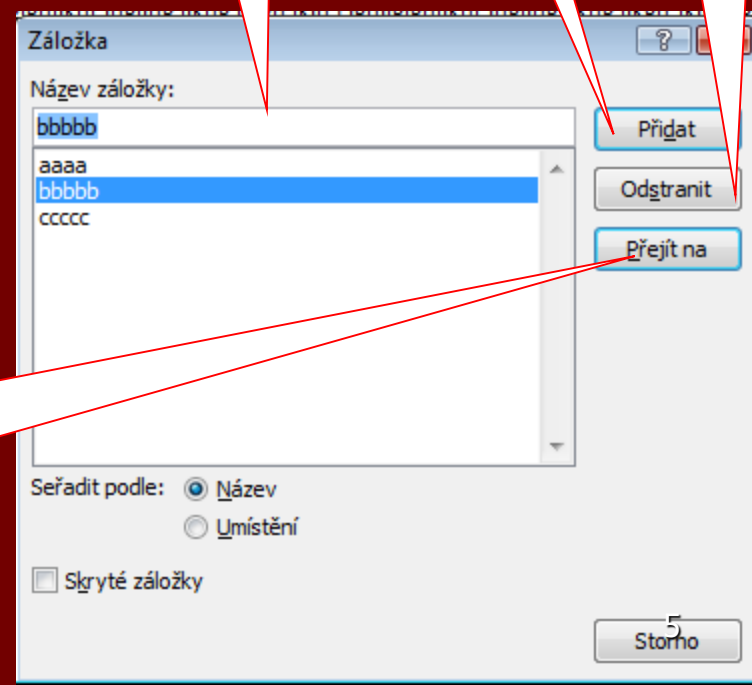 Záložka
?
Název záložky:
bbbbb
Přidat
aaaa
bbbbb
ccccc
Odstranit
Přejít na
Seřadit podle:
Název
Umístění
Skryté záložky
5
Storno